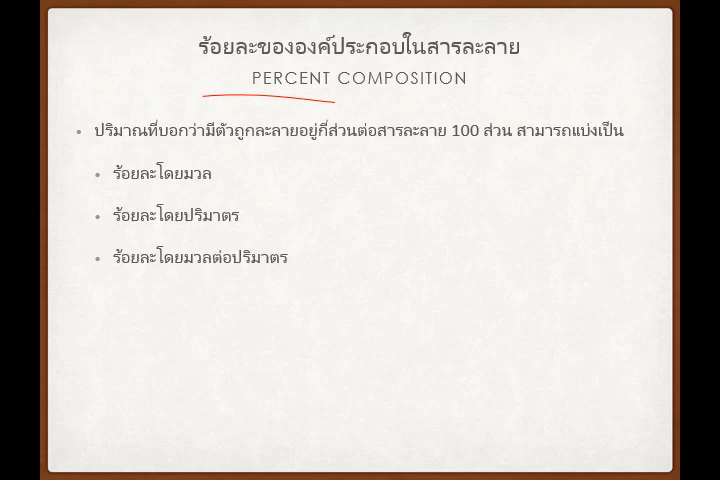 ร้อยละขององค์ประกอบในสารละลาย
PERCENT COMPOSITION
• ปริมาณที่บอกว่ามีตัวถูกละลายอยู่กี่ส่วนต่อสารละลาย 100 ส่วน สามารถแบ่งเป็น
• ร้อยละโดยมวล
• ร้อยละโดยปริมาตร
• ร้อยละโดยมวลต่อปริมาตร